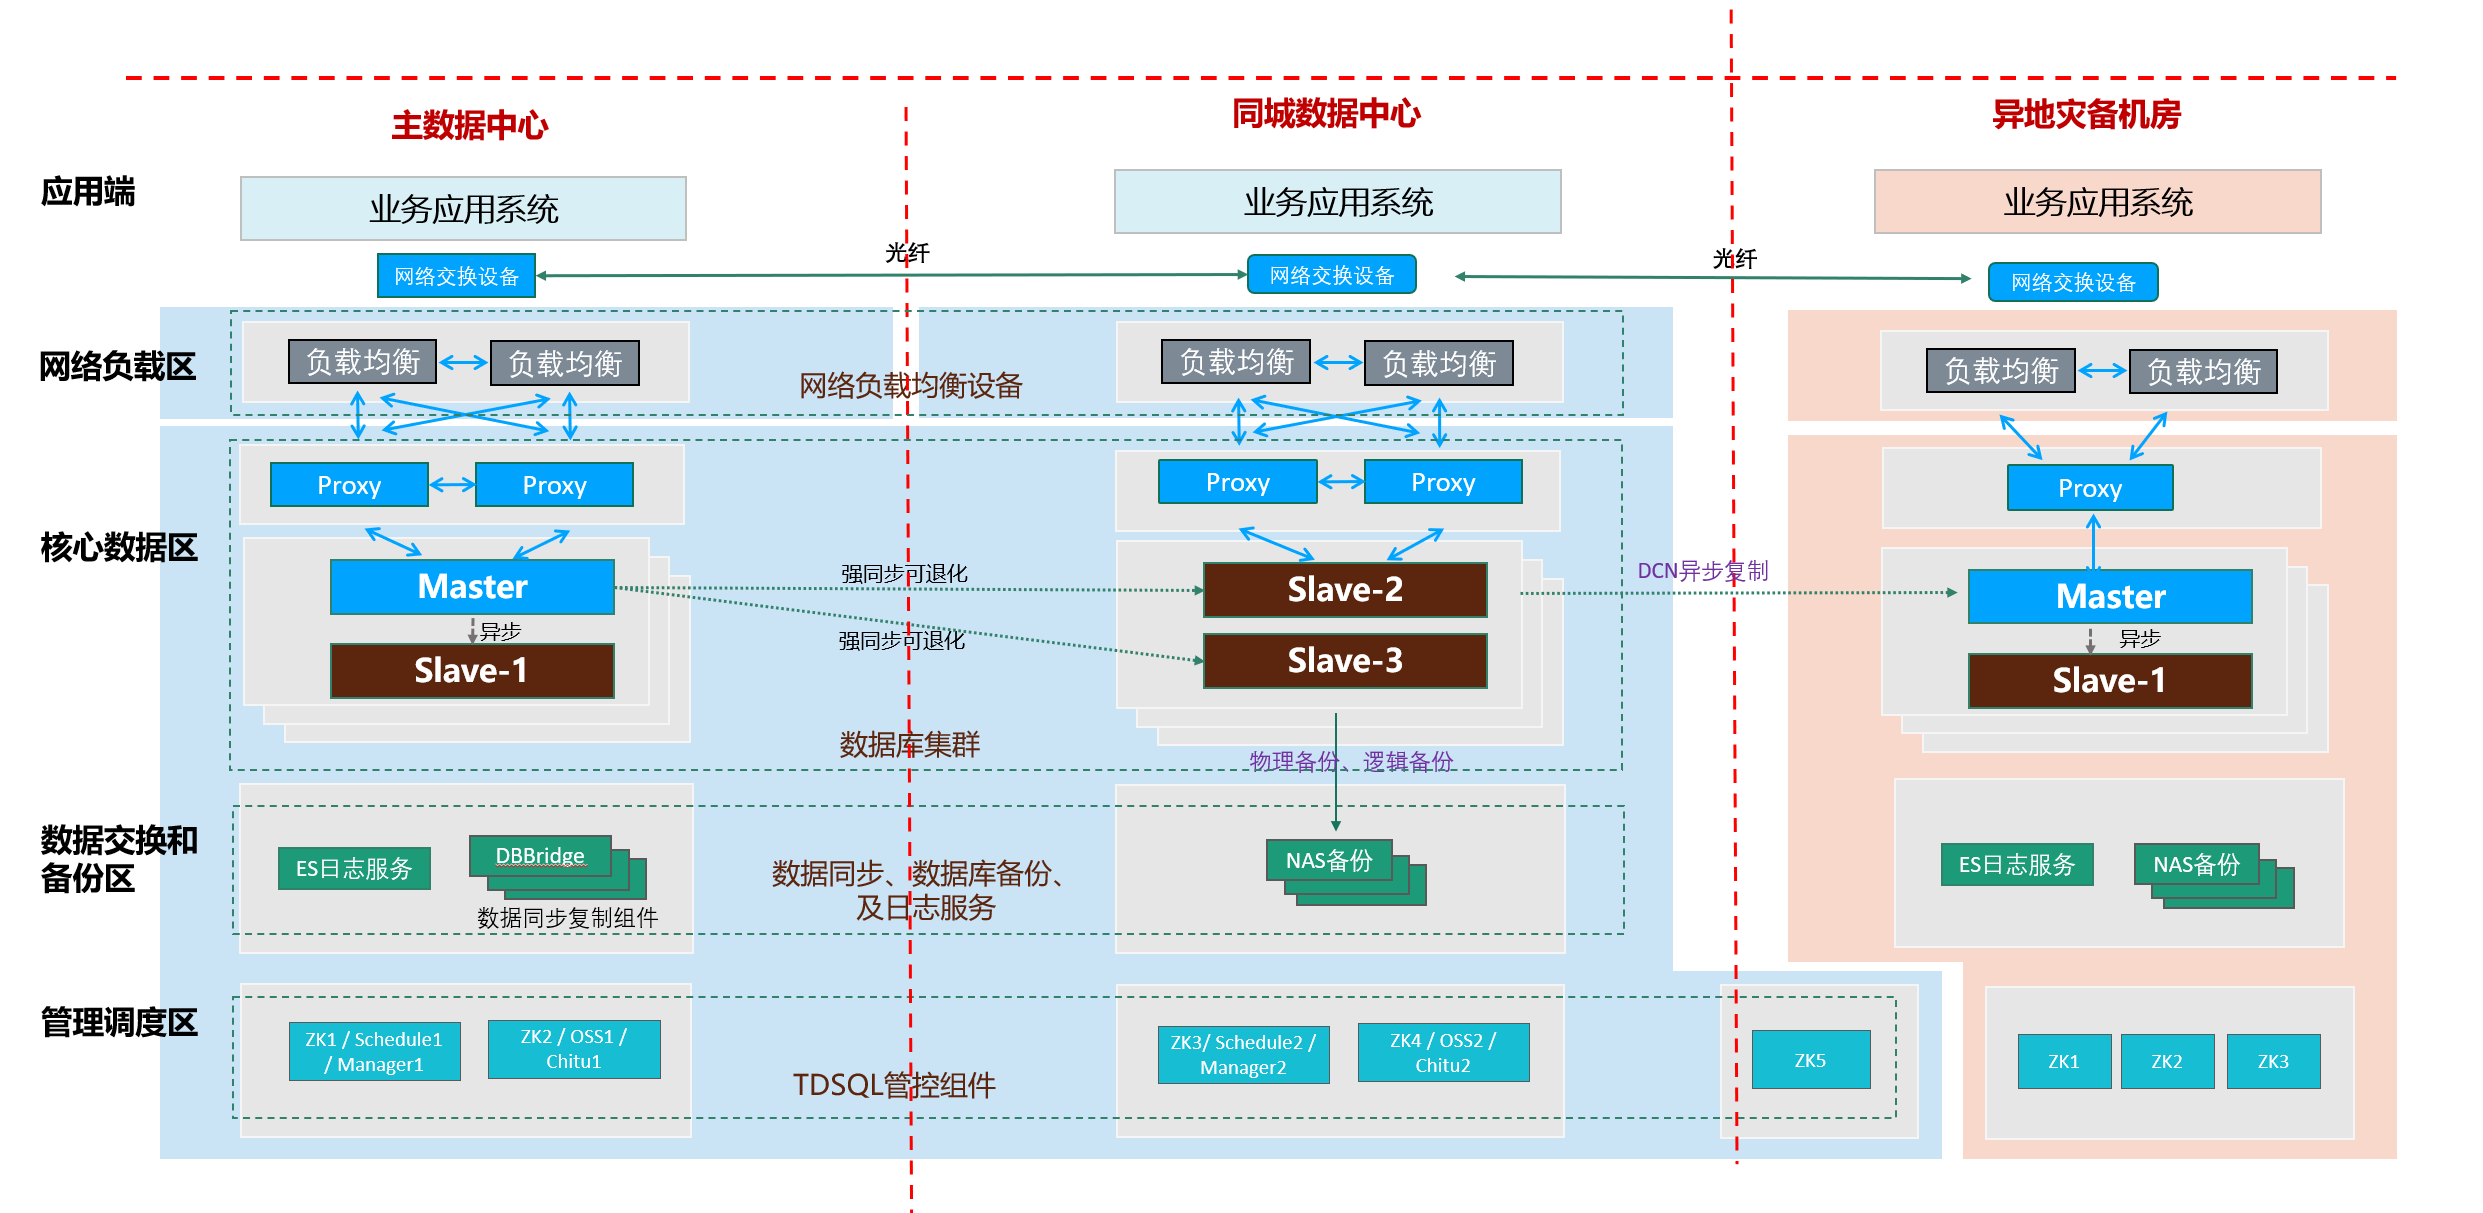 主数据中心
同城数据中心
异地灾备机房
应用端
业务应用系统
业务应用系统
业务应用系统
光纤
光纤
网络交换设备
网络交换设备
网络交换设备
网络负载区
负载均衡
负载均衡
网络负载均衡设备
负载均衡
负载均衡
负载均衡
负载均衡
核心数据区
Proxy
Proxy
Proxy
Proxy
Proxy
Master
异步
Slave-1
强同步可退化
强同步可退化
Slave-2
Slave-3
DCN异步复制
Master
异步
Slave-1
数据库集群
物理备份、逻辑备份
数据交换和
备份区
ES日志服务
DBBridge
数据同步复制组件
数据同步、数据库备份、
及日志服务
NAS备份
ES日志服务
NAS备份
管理调度区
ZK1 / Schedule1
/ Manager1
ZK2 / OSS1 /
Chitu1
TDSQL管控组件
ZK3/ Schedule2 /
Manager2
ZK4 / OSS2 /
Chitu2
ZK5
ZK1
ZK2
ZK3